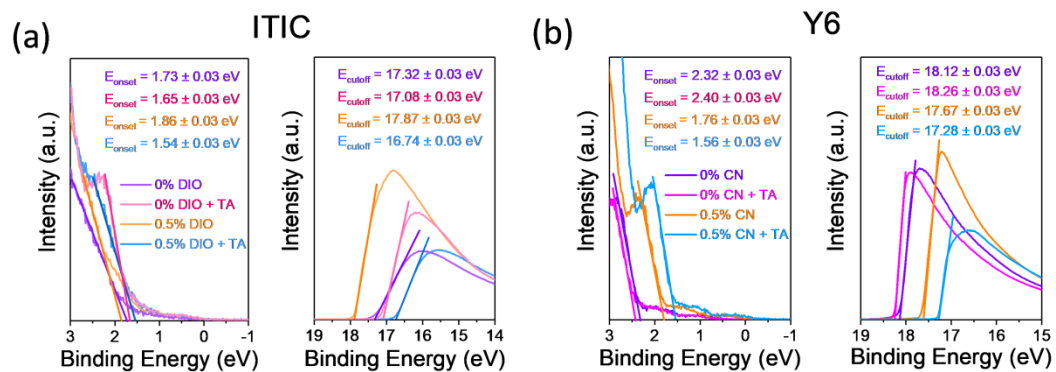 (a)
ITIC
Intensity (a.u.)
E_onset = 1.73 ± 0.03 eV
E_onset = 1.65 ± 0.03 eV
E_onset = 1.86 ± 0.03 eV
E_onset = 1.54 ± 0.03 eV
0% DIO
0% DIO + TA
0.5% DIO
0.5% DIO + TA
3 2 1 0 -1
Binding Energy (eV)
Intensity (a.u.)
E_cutoff = 17.32 ± 0.03 eV
E_cutoff = 17.08 ± 0.03 eV
E_cutoff = 17.87 ± 0.03 eV
E_cutoff = 16.74 ± 0.03 eV
19 18 17 16 15 14
Binding Energy (eV)
(b)
Y6
Intensity (a.u.)
E_onset = 2.32 ± 0.03 eV
E_onset = 2.40 ± 0.03 eV
E_onset = 1.76 ± 0.03 eV
E_onset = 1.56 ± 0.03 eV
0% CN
0% CN + TA
0.5% CN
0.5% CN + TA
3 2 1 0 -1
Binding Energy (eV)
Intensity (a.u.)
E_cutoff = 18.12 ± 0.03 eV
E_cutoff = 18.26 ± 0.03 eV
E_cutoff = 17.67 ± 0.03 eV
E_cutoff = 17.28 ± 0.03 eV
19 18 17 16 15
Binding Energy (eV)